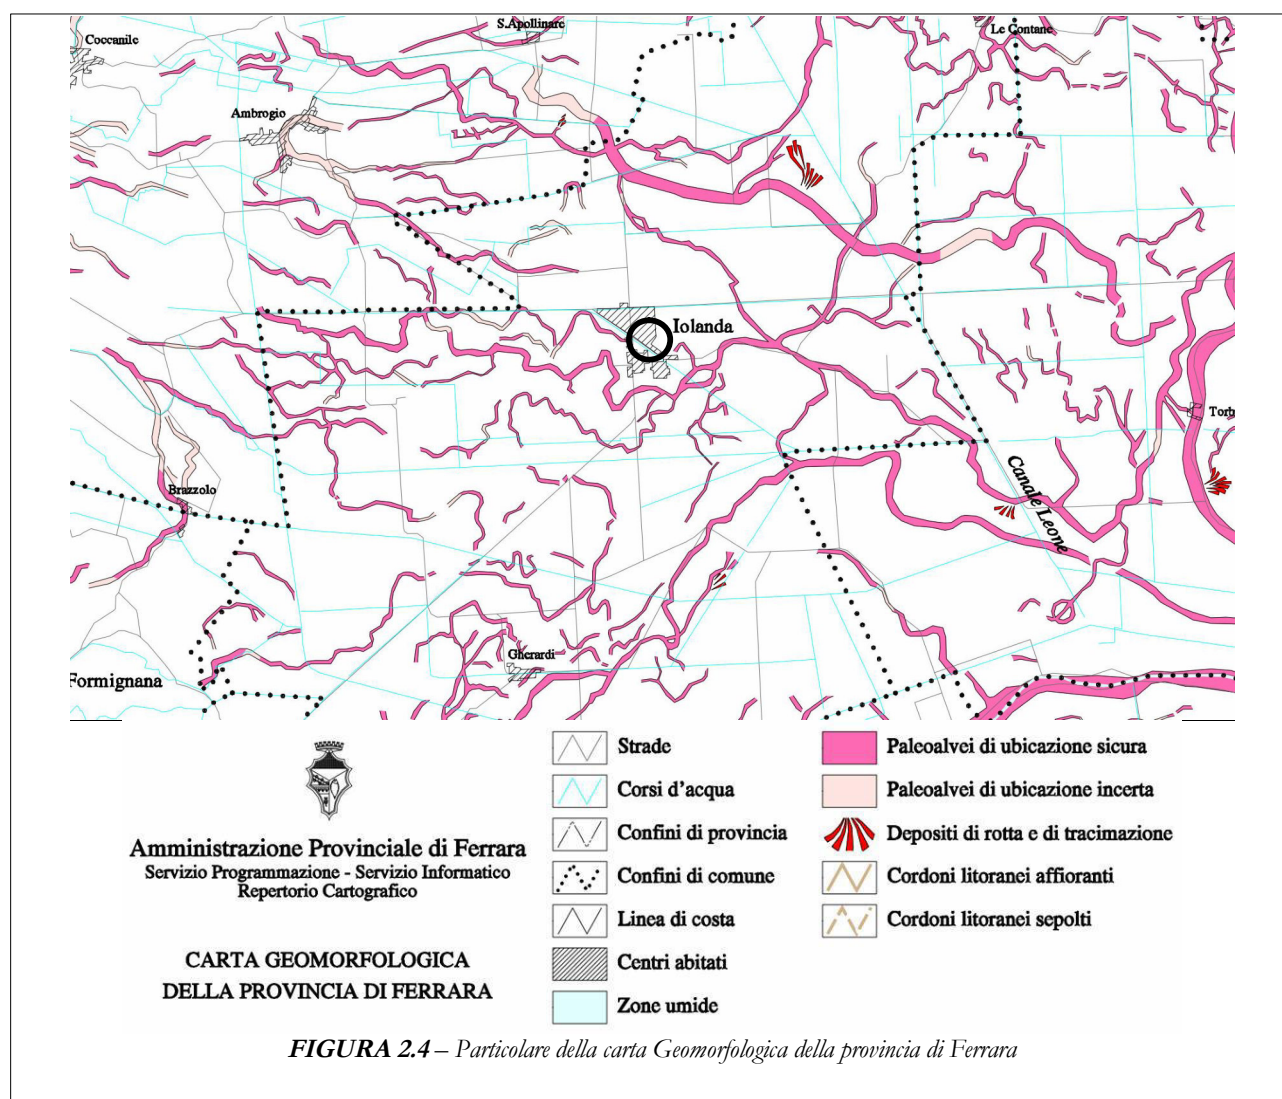 S.Apollinare
Coccanile
Le Contane
Ambrogio
Iolanda
Brazzolo
Canale Leone
Gherardi
Formignana
Amministrazione Provinciale di Ferrara
Servizio Programmazione - Servizio Informatico
Repertorio Cartografico
CARTA GEOMORFOLOGICA
DELLA PROVINCIA DI FERRARA
Strade
Corsi d'acqua
Confini di provincia
Confini di comune
Linea di costa
Centri abitati
Zone umide
Paleoalvei di ubicazione sicura
Paleoalvei di ubicazione incerta
Depositi di rotta e di tracimazione
Cordoni litoranei affioranti
Cordoni litoranei sepolti
FIGURA 2.4 – Particolare della carta Geomorfologica della provincia di Ferrara